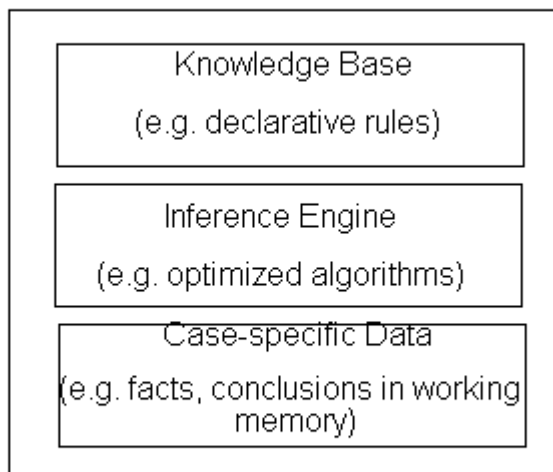 Knowledge Base
(e.g. declarative rules)
Inference Engine
(e.g. optimized algorithms)
Case-specific Data
(e.g. facts, conclusions in working
memory)